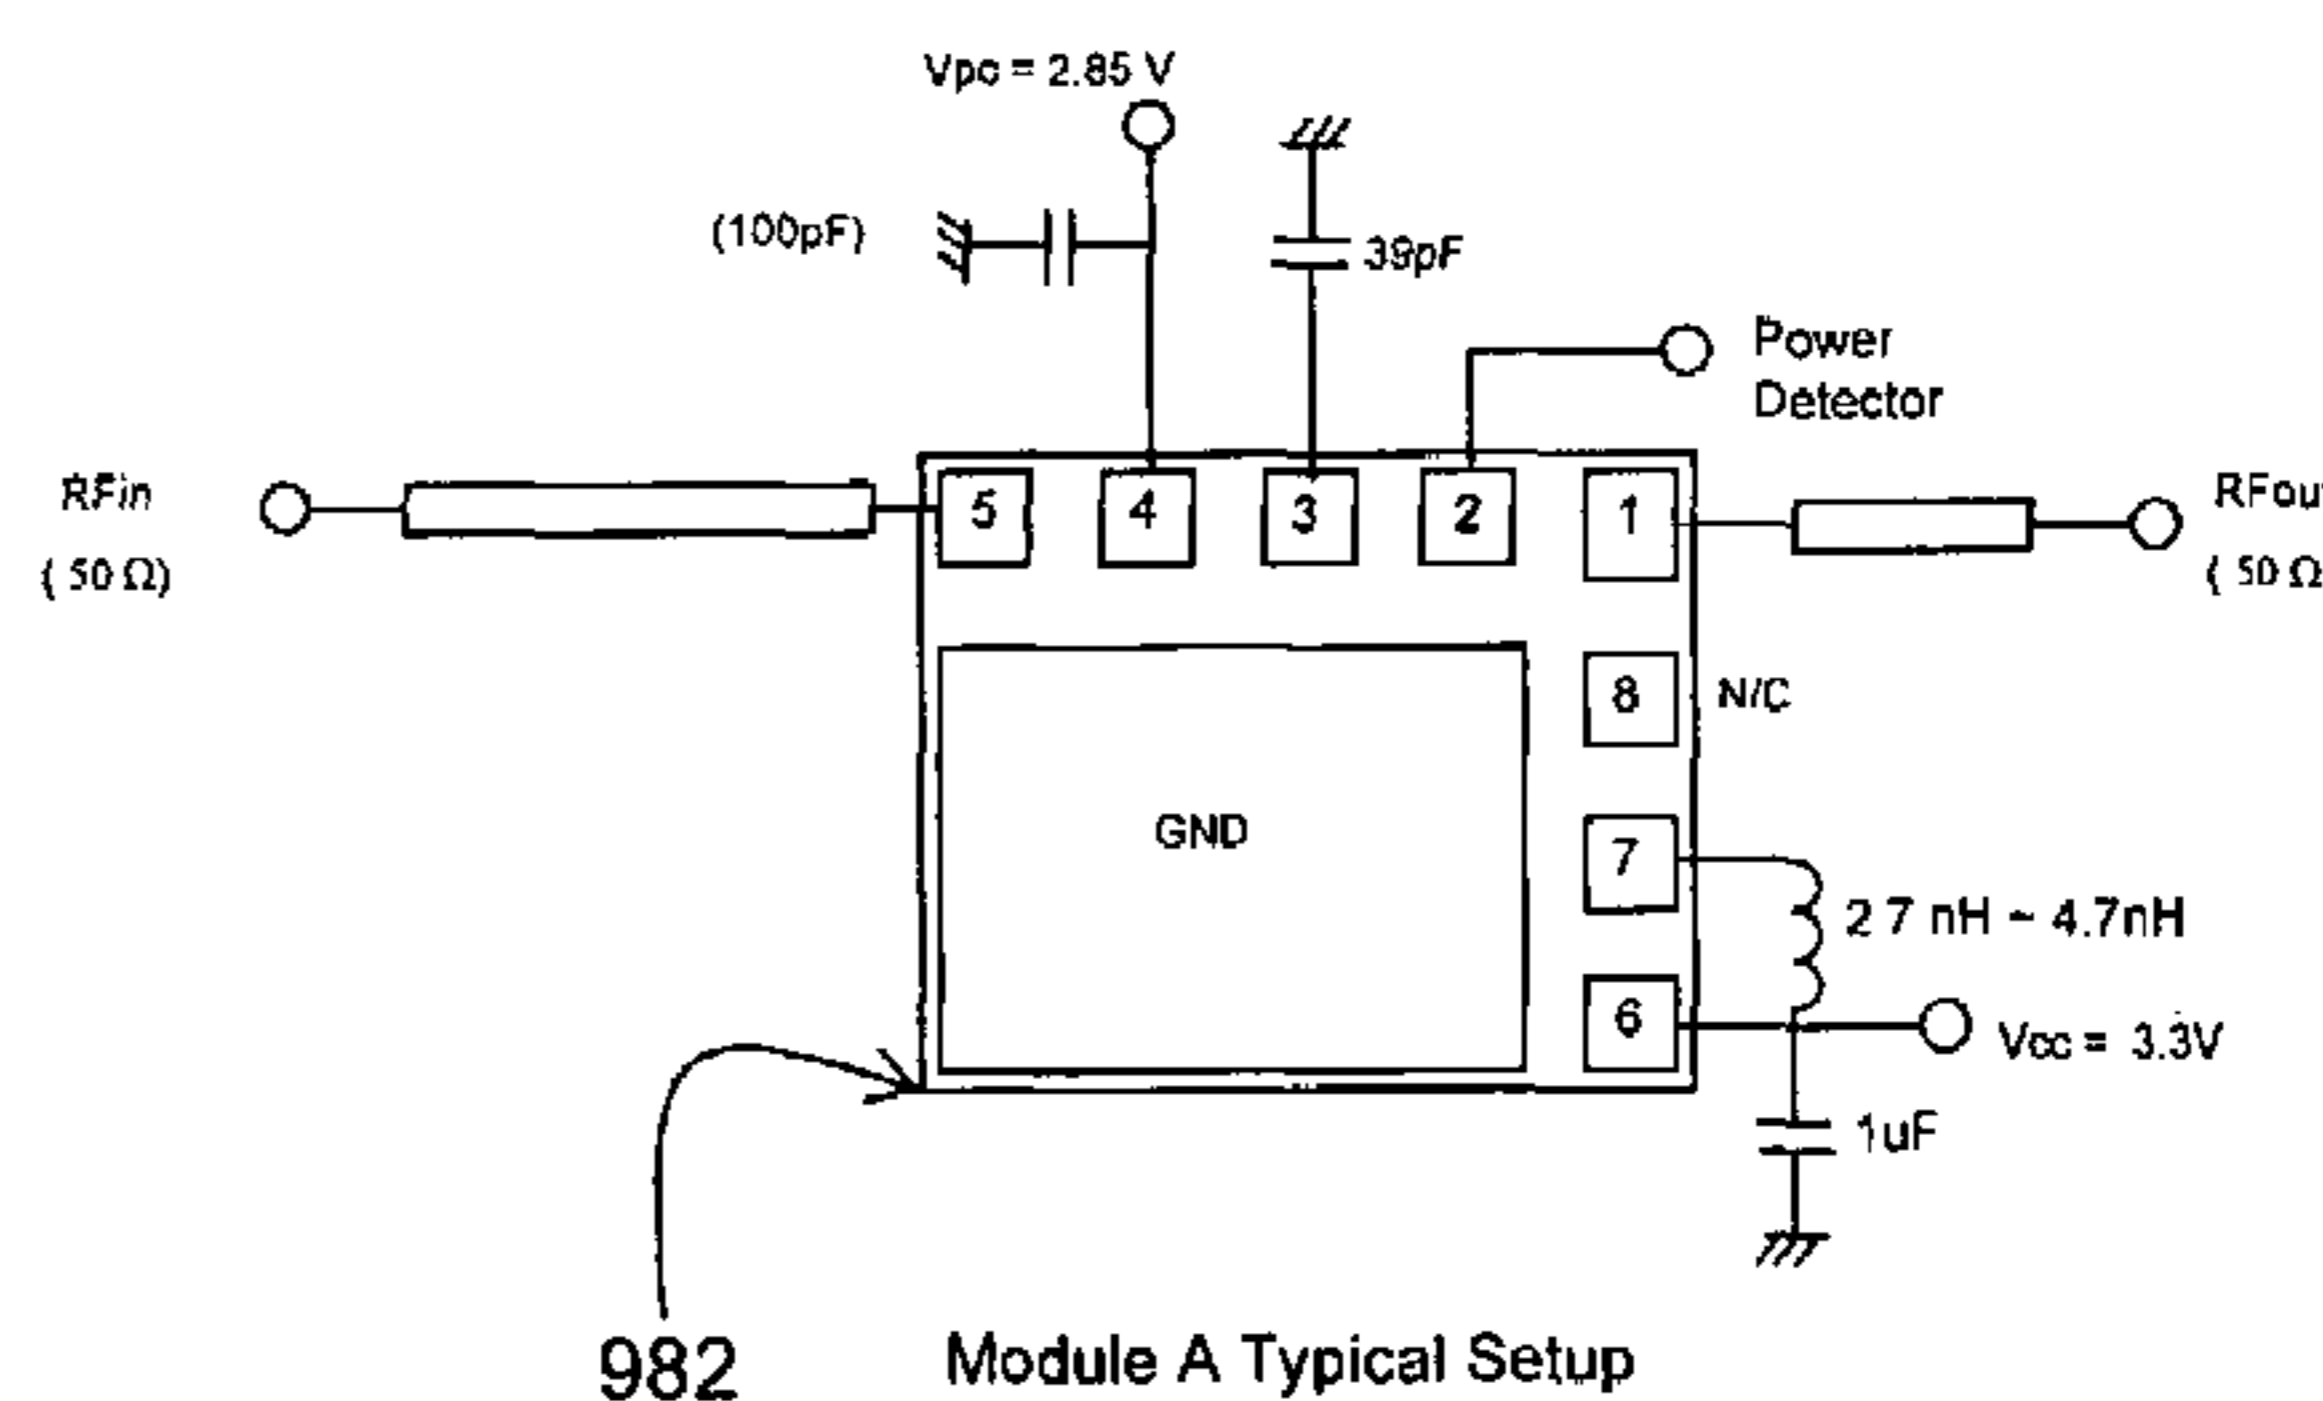 Vpc = 2.85 V
(100pF)
39pF
Power
Detector
RFin
( 50 Ω)
5
4
3
2
1
RFout
( 50 Ω
8
N/C
GND
7
2 7 nH - 4.7nH
6
Vcc = 3.3V
1uF
982
Module A Typical Setup